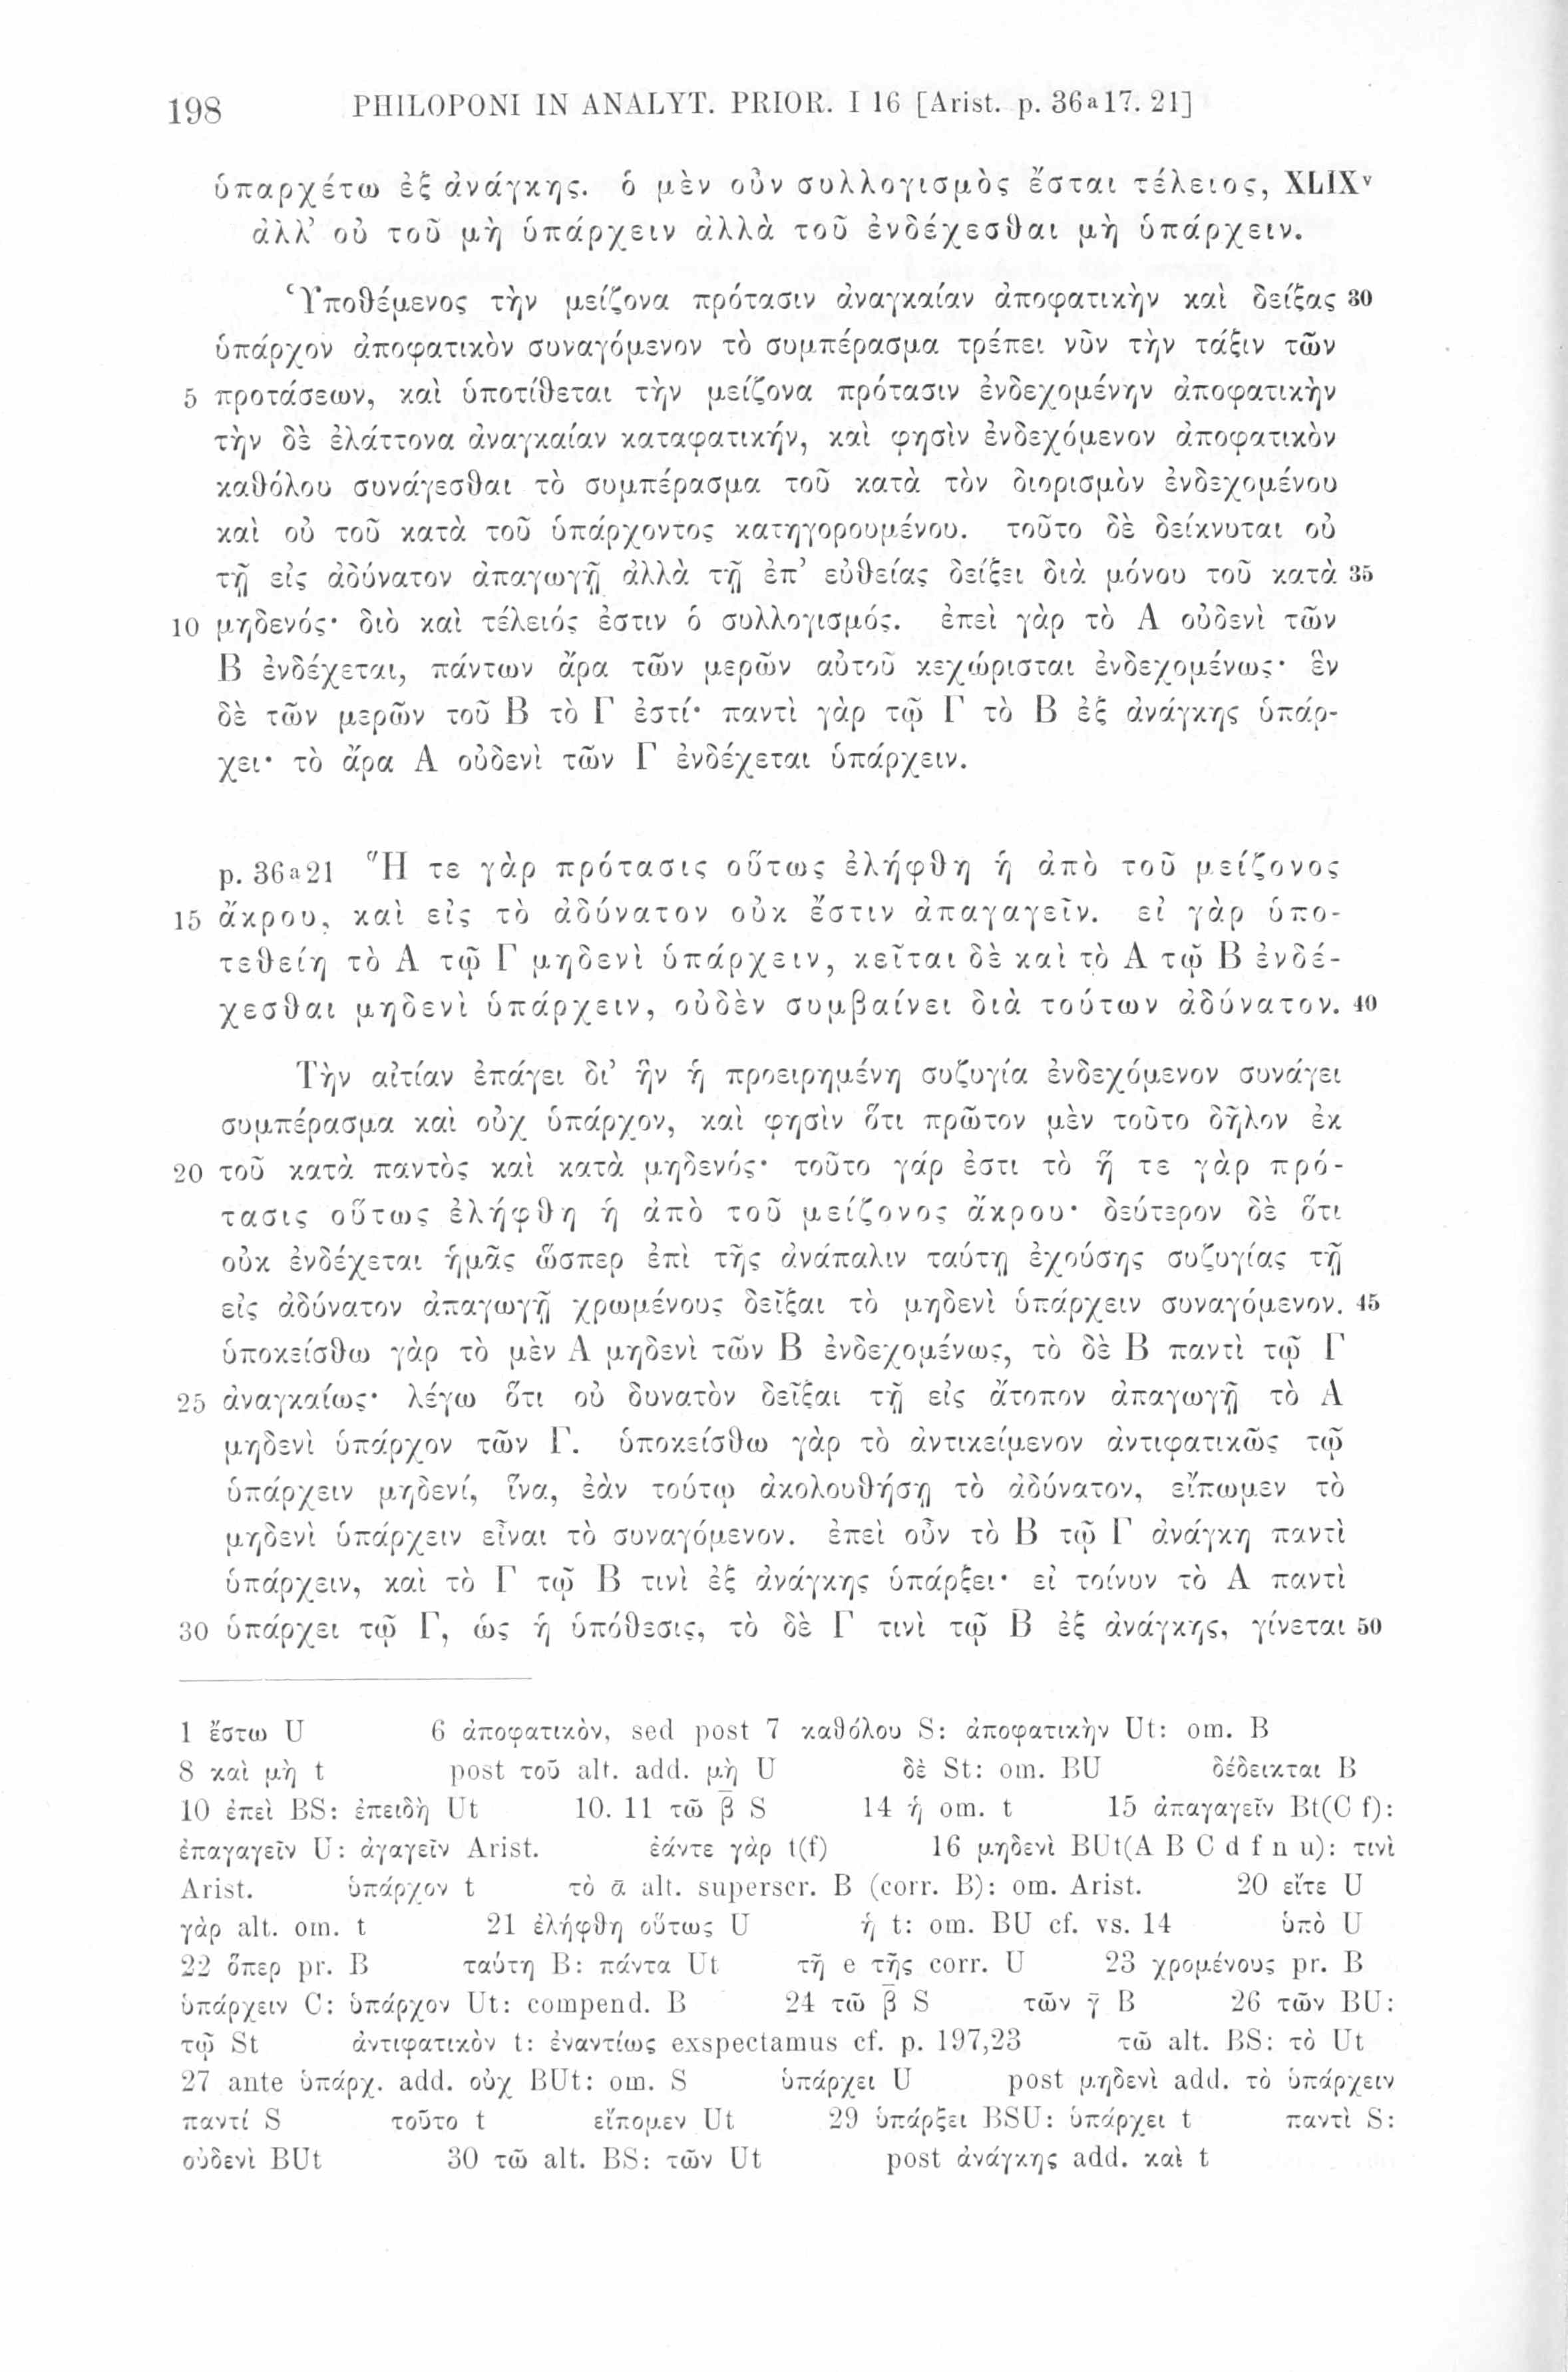 198 PHILOPONI IN ANALYT. PRIOR. I 16 [Arist. p. 36ª17. 21]
ὑπαρχέτω ἐξ ἀνάγκης. ὁ μὲν οὖν συλλογισμὸς ἔσται τέλειος, XLIXᵛ
ἀλλ’ οὐ τοῦ μὴ ὑπάρχειν ἀλλὰ τοῦ ἐνδέχεσθαι μὴ ὑπάρχειν.
Ὑποθέμενος τὴν μείζονα πρότασιν ἀναγκαίαν ἀποφατικὴν καὶ δείξας 30
ὑπάρχον ἀποφατικὸν συναγόμενον τὸ συμπέρασμα τρέπει νῦν τὴν τάξιν τῶν
5 προτάσεων, καὶ ὑποτίθεται τὴν μείζονα πρότασιν ἐνδεχομένην ἀποφατικὴν
τὴν δὲ ἐλάττονα ἀναγκαίαν καταφατικήν, καὶ φησὶν ἐνδεχόμενον ἀποφατικὸν
καθόλου συνάγεσθαι τὸ συμπέρασμα τοῦ κατὰ τὸν διορισμὸν ἐνδεχομένου
καὶ οὐ τοῦ κατὰ τοῦ ὑπάρχοντος κατηγορουμένου. τοῦτο δὲ δείκνυται οὐ
τῇ εἰς ἀδύνατον ἀπαγωγῇ ἀλλὰ τῇ ἐπ’ εὐθείας δείξει διὰ μόνου τοῦ κατὰ 35
10 μηδενός· διὸ καὶ τέλειός ἐστιν ὁ συλλογισμός. ἐπεὶ γὰρ τὸ Α οὐδενὶ τῶν
Β ἐνδέχεται, πάντων ἄρα τῶν μερῶν αὐτοῦ κεχώρισται ἐνδεχομένως· ἓν
δὲ τῶν μερῶν τοῦ Β τὸ Γ ἐστί· παντὶ γὰρ τῷ Γ τὸ Β ἐξ ἀνάγκης ὑπάρ-
χει· τὸ ἄρα Α οὐδενὶ τῶν Γ ἐνδέχεται ὑπάρχειν.
p. 36ª21 Ἥ τε γὰρ πρότασις οὕτως ἐλήφθη ἡ ἀπὸ τοῦ μείζονος
15 ἄκρου, καὶ εἰς τὸ ἀδύνατον οὐκ ἔστιν ἀπαγαγεῖν. εἰ γὰρ ὑπο-
τεθείη τὸ Α τῷ Γ μηδενὶ ὑπάρχειν, κεῖται δὲ καὶ τὸ Α τῷ Β ἐνδέ-
χεσθαι μηδενὶ ὑπάρχειν, οὐδὲν συμβαίνει διὰ τούτων ἀδύνατον. 40
Τὴν αἰτίαν ἐπάγει δι’ ἣν ἡ προειρημένη συζυγία ἐνδεχόμενον συνάγει
συμπέρασμα καὶ οὐχ ὑπάρχον, καὶ φησὶν ὅτι πρῶτον μὲν τοῦτο δῆλον ἐκ
20 τοῦ κατὰ παντὸς καὶ κατὰ μηδενός· τοῦτο γάρ ἐστι τὸ ἥ τε γὰρ πρό-
τασις οὕτως ἐλήφθη ἡ ἀπὸ τοῦ μείζονος ἄκρου· δεύτερον δὲ ὅτι
οὐκ ἐνδέχεται ἡμᾶς ὥσπερ ἐπὶ τῆς ἀνάπαλιν ταύτῃ ἐχούσης συζυγίας τῇ
εἰς ἀδύνατον ἀπαγωγῇ χρωμένους δεῖξαι τὸ μηδενὶ ὑπάρχειν συναγόμενον. 45
ὑποκείσθω γὰρ τὸ μὲν Α μηδενὶ τῶν Β ἐνδεχομένως, τὸ δὲ Β παντὶ τῷ Γ
25 ἀναγκαίως· λέγω ὅτι οὐ δυνατὸν δεῖξαι τῇ εἰς ἄτοπον ἀπαγωγῇ τὸ Α
μηδενὶ ὑπάρχον τῶν Γ. ὑποκείσθω γὰρ τὸ ἀντικείμενον ἀντιφατικῶς τῷ
ὑπάρχειν μηδενί, ἵνα, ἐὰν τούτῳ ἀκολουθήσῃ τὸ ἀδύνατον, εἴπωμεν τὸ
μηδενὶ ὑπάρχειν εἶναι τὸ συναγόμενον. ἐπεὶ οὖν τὸ Β τῷ Γ ἀνάγκη παντὶ
ὑπάρχειν, καὶ τὸ Γ τῷ Β τινὶ ἐξ ἀνάγκης ὑπάρξει· εἰ τοίνυν τὸ Α παντὶ
30 ὑπάρχει τῷ Γ, ὡς ἡ ὑπόθεσις, τὸ δὲ Γ τινὶ τῷ Β ἐξ ἀνάγκης, γίνεται 50
1 ἔστω U 6 ἀποφατικὸν, sed post 7 καθόλου S: ἀποφατικὴν Ut: om. B
8 καὶ μὴ t post τοῦ alt. add. μὴ U δὲ St: om. BU δέδεικται B
10 ἐπεὶ BS: ἐπειδὴ Ut 10. 11 τῶ β̄ S 14 ἡ om. t 15 ἀπαγαγεῖν Bt(C f):
ἐπαγαγεῖν U: ἀγαγεῖν Arist. ἐάντε γὰρ t(f) 16 μηδενὶ BUt(A B C d f n u): τινὶ
Arist. ὑπάρχον t τὸ ᾱ alt. superscr. B (corr. B): om. Arist. 20 εἴτε U
γὰρ alt. om. t 21 ἐλήφθη οὕτως U ἡ t: om. BU cf. vs. 14 ὑπὸ U
22 ὅπερ pr. B ταύτη B: πάντα Ut τῆ e τῆς corr. U 23 χρομένους pr. B
ὑπάρχειν C: ὑπάρχον Ut: compend. B 24 τῶ β̄ S τῶν γ̄ B 26 τῶν BU:
τῷ St ἀντιφατικὸν t: ἐναντίως exspectamus cf. p. 197,23 τῶ alt. BS: τὸ Ut
27 ante ὑπάρχ. add. οὐχ BUt: om. S ὑπάρχει U post μηδενὶ add. τὸ ὑπάρχειν
παντί S τοῦτο t εἴπομεν Ut 29 ὑπάρξει BSU: ὑπάρχει t παντὶ S:
οὐδενὶ BUt 30 τῶ alt. BS: τῶν Ut post ἀνάγκης add. καὶ t